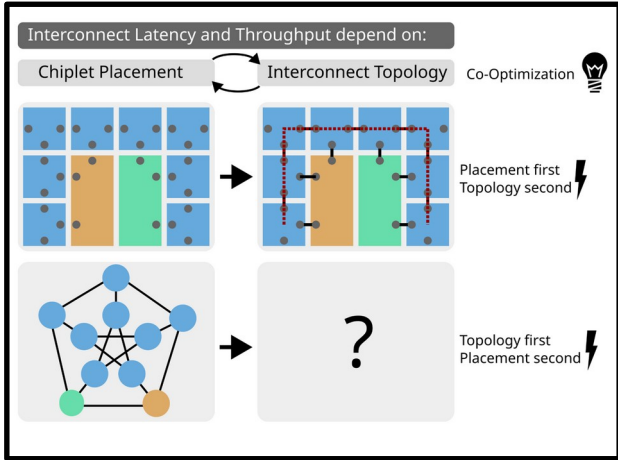 Interconnect Latency and Throughput depend on:
Chiplet Placement
Interconnect Topology
Co-Optimization
Placement first
Topology second
?
Topology first
Placement second